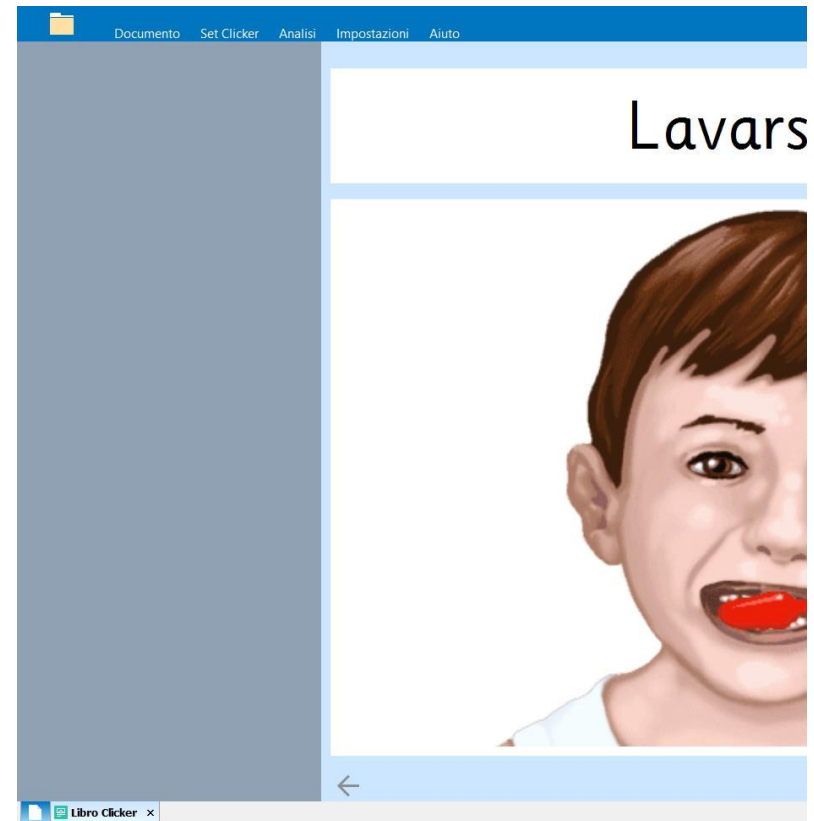 Documento Set Clicker Analisi Impostazioni Aiuto
Lavars
Libro Clicker